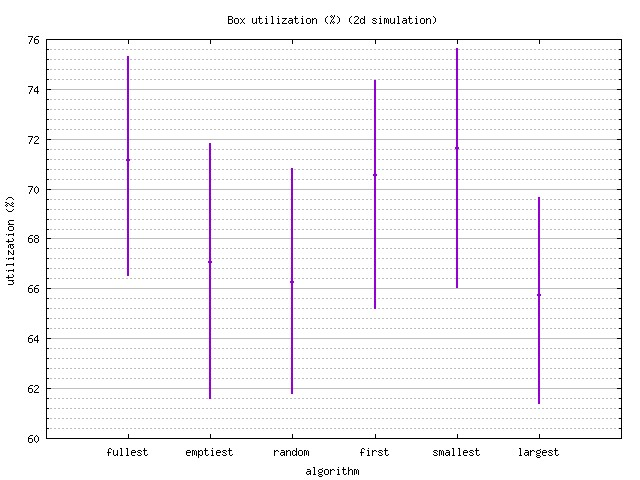 Box utilization (%) (2d simulation)
76
74
72
70
68
66
64
62
60
utilization (%)
fullest emptiest random first smallest largest
algorithm